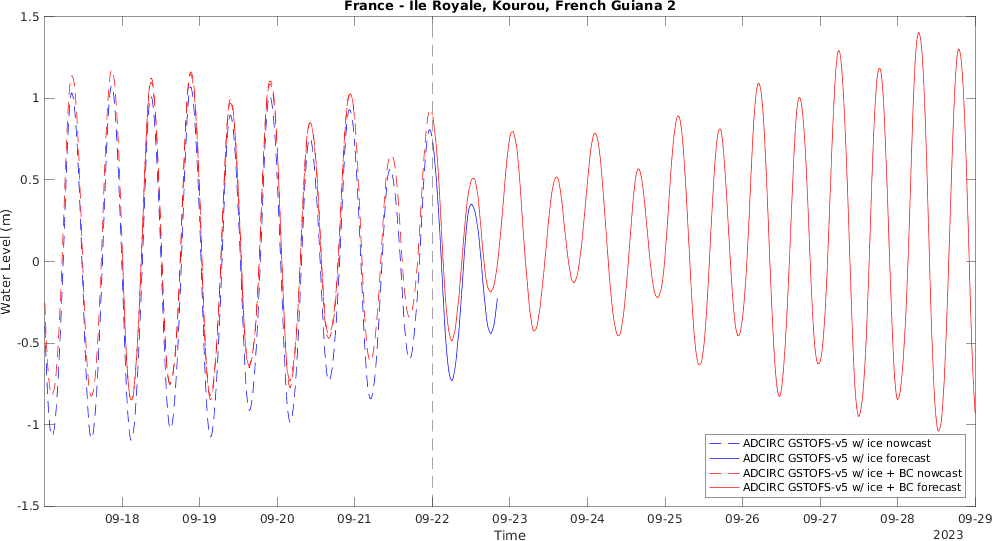 France - Ile Royale, Kourou, French Guiana 2
1.5
1
0.5
0
-0.5
-1
-1.5
Water Level (m)
09-18
09-19
09-20
09-21
09-22
09-23
09-24
09-25
09-26
09-27
09-28
09-29
Time
2023
ADCIRC GSTOFS-v5 w/ ice nowcast
ADCIRC GSTOFS-v5 w/ ice forecast
ADCIRC GSTOFS-v5 w/ ice + BC nowcast
ADCIRC GSTOFS-v5 w/ ice + BC forecast